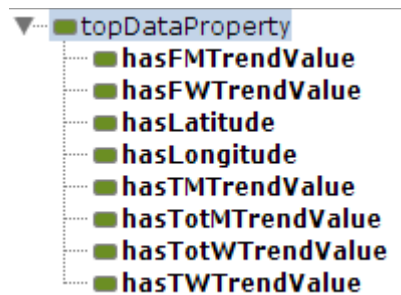 topDataProperty
hasFMTrendValue
hasFWTrendValue
hasLatitude
hasLongitude
hasTMTrendValue
hasTotMTrendValue
hasTotWTrendValue
hasTWTrendValue